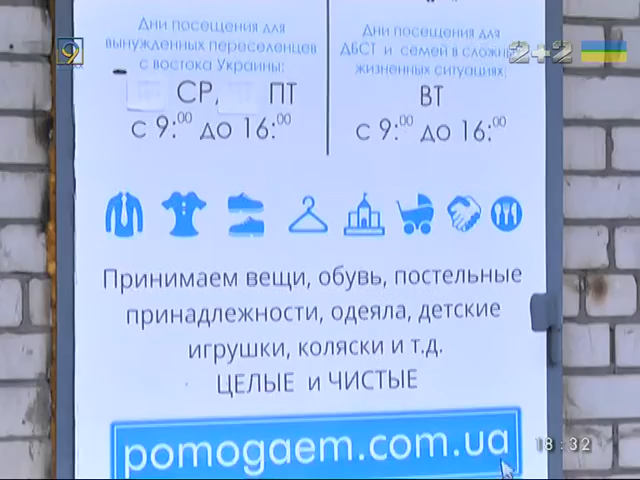 Дни посещения для
вынужденных переселенцев
с востока Украины:
СР, ПТ
с 9:00 до 16:00
Дни посещения для
ДБСТ и семей в сложных
жизненных ситуациях:
ВТ
с 9:00 до 16:00
Принимаем вещи, обувь, постельные
принадлежности, одеяла, детские
игрушки, коляски и т.д.
ЦЕЛЫЕ и ЧИСТЫЕ
pomogaem.com.ua
9
2+2
18:32